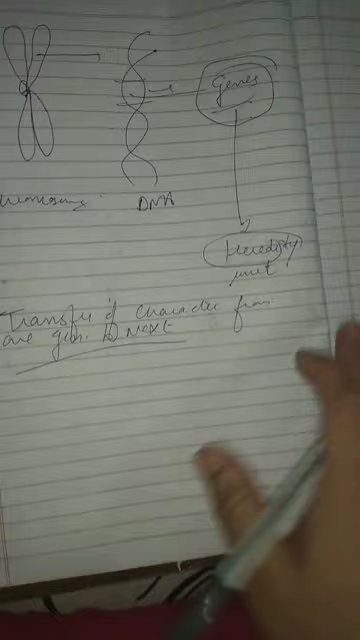 Genes
DNA
Heredity
unit
Transfer of character from
one gen. to Next